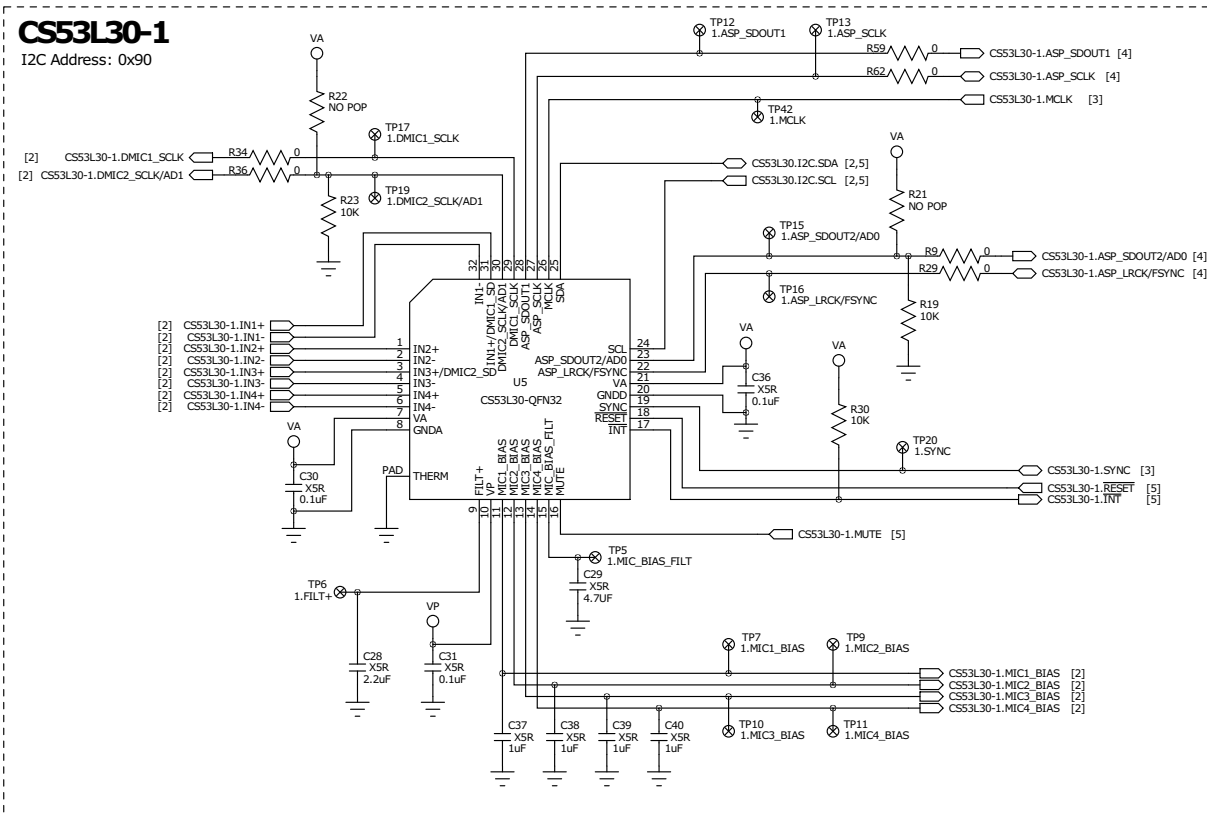 CS53L30-1
I2C Address: 0x90
VA
R22
NO POP
TP17
1.DMIC1_SCLK
[2] CS53L30-1.DMIC1_SCLK
R34 0
[2] CS53L30-1.DMIC2_SCLK/AD1
R36 0
R23
10K
TP19
1.DMIC2_SCLK/AD1
TP12
1.ASP_SDOUT1
TP13
1.ASP_SCLK
R59 0 CS53L30-1.ASP_SDOUT1 [4]
R62 0 CS53L30-1.ASP_SCLK [4]
CS53L30-1.MCLK [3]
TP42
1.MCLK
VA
CS53L30.I2C.SDA [2,5]
CS53L30.I2C.SCL [2,5]
R21
NO POP
TP15
1.ASP_SDOUT2/AD0
R9 0 CS53L30-1.ASP_SDOUT2/AD0 [4]
R29 0 CS53L30-1.ASP_LRCK/FSYNC [4]
TP16
1.ASP_LRCK/FSYNC
R19
10K
32 31 30 29 28 27 26 25
IN1-
IN1+/DMIC1_SD
DMIC2_SCLK/AD1
DMIC1_SCLK
ASP_SDOUT1
ASP_SCLK
MCLK
SDA
[2] CS53L30-1.IN1+
[2] CS53L30-1.IN1-
[2] CS53L30-1.IN2+
[2] CS53L30-1.IN2-
[2] CS53L30-1.IN3+
[2] CS53L30-1.IN3-
[2] CS53L30-1.IN4+
[2] CS53L30-1.IN4-
1 IN2+
2 IN2-
3 IN3+/DMIC2_SD
4 IN3-
5 IN4+
6 IN4-
7 VA
8 GNDA
PAD THERM
U5
CS53L30-QFN32
SCL 24
ASP_SDOUT2/AD0 23
ASP_LRCK/FSYNC 22
VA 21
GNDD 20
SYNC 19
RESET 18
INT 17
VA
C36
X5R
0.1uF
VA
R30
10K
TP20
1.SYNC
CS53L30-1.SYNC [3]
CS53L30-1.RESET [5]
CS53L30-1.INT [5]
VA
C30
X5R
0.1uF
FILT+
VP
MIC1_BIAS
MIC2_BIAS
MIC3_BIAS
MIC4_BIAS
MIC_BIAS_FILT
MUTE
9 10 11 12 13 14 15 16
CS53L30-1.MUTE [5]
TP5
1.MIC_BIAS_FILT
C29
X5R
4.7UF
TP6
1.FILT+
VP
C28
X5R
2.2uF
C31
X5R
0.1uF
TP7
1.MIC1_BIAS
TP9
1.MIC2_BIAS
CS53L30-1.MIC1_BIAS [2]
CS53L30-1.MIC2_BIAS [2]
CS53L30-1.MIC3_BIAS [2]
CS53L30-1.MIC4_BIAS [2]
TP10
1.MIC3_BIAS
TP11
1.MIC4_BIAS
C37
X5R
1uF
C38
X5R
1uF
C39
X5R
1uF
C40
X5R
1uF